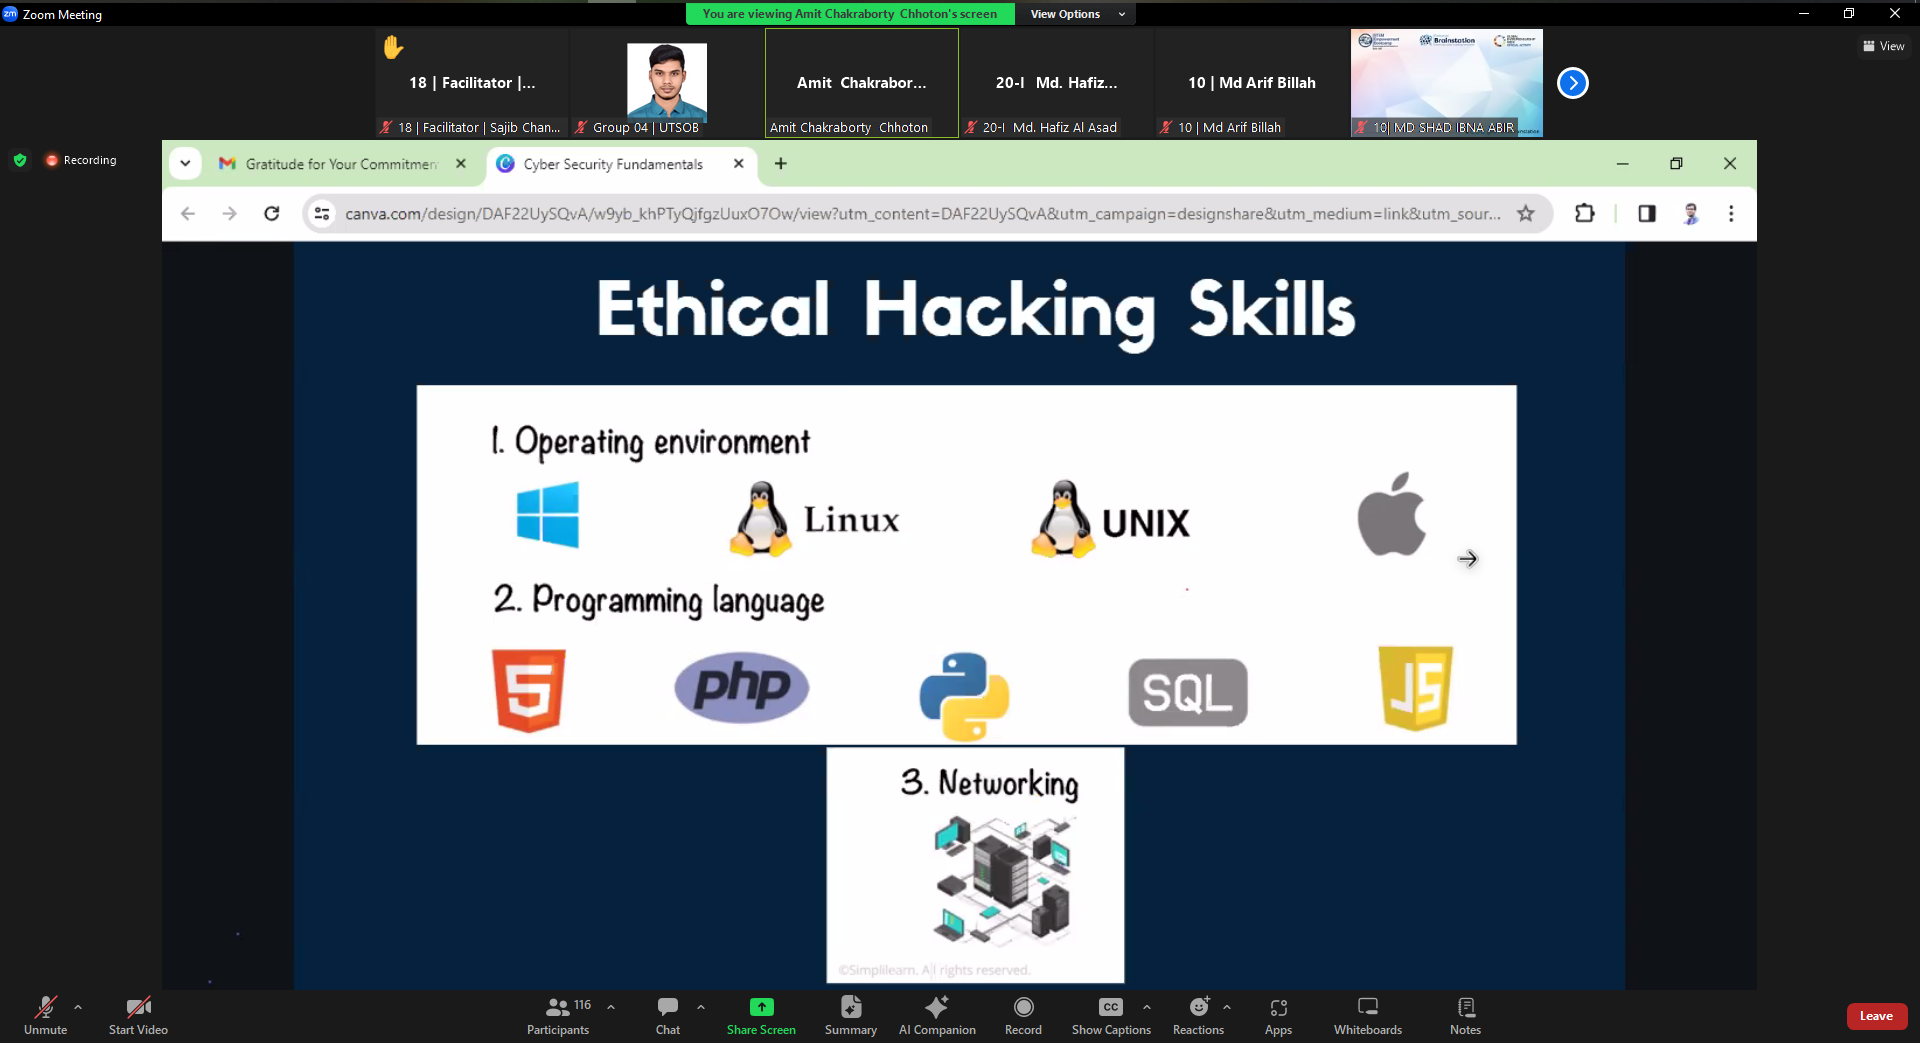 Zoom Meeting
You are viewing Amit Chakraborty Chhoton's screen
View Options
View
18 | Facilitator |...
Amit Chakrabor...
20-I Md. Hafiz...
10 | Md Arif Billah
Brainstation
18 | Facilitator | Sajib Chan...
Group 04 | UTSOB
Amit Chakraborty Chhoton
20-I Md. Hafiz Al Asad
10 | Md Arif Billah
10| MD SHAD IBNA ABIR
Recording
Gratitude for Your Commitmen
Cyber Security Fundamentals
canva.com/design/DAF22UySQvA/w9yb_khPTyQjfgzUuxO7Ow/view?utm_content=DAF22UySQvA&utm_campaign=designshare&utm_medium=link&utm_sour...
Ethical Hacking Skills
1. Operating environment
Linux
UNIX
2. Programming language
5
php
SQL
JS
3. Networking
©Simplilearn. All rights reserved.
Unmute
Start Video
116
Participants
Chat
Share Screen
Summary
AI Companion
Record
CC
Show Captions
Reactions
Apps
Whiteboards
Notes
Leave